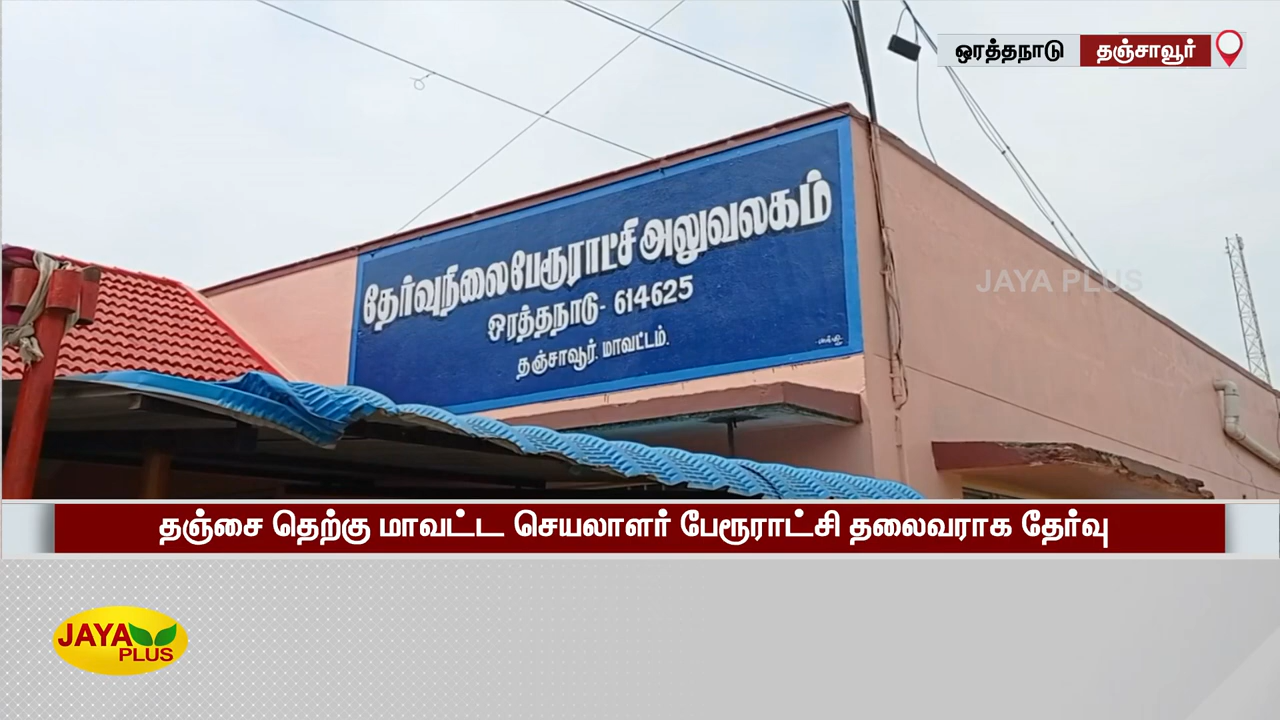 ஒரத்தநாடு தஞ்சாவூர்
தேர்வுநிலைபேரூராட்சி அலுவலகம்
ஒரத்தநாடு- 614625
தஞ்சாவூர். மாவட்டம்.
JAYA PLUS
தஞ்சை தெற்கு மாவட்ட செயலாளர் பேரூராட்சி தலைவராக தேர்வு
JAYA
PLUS